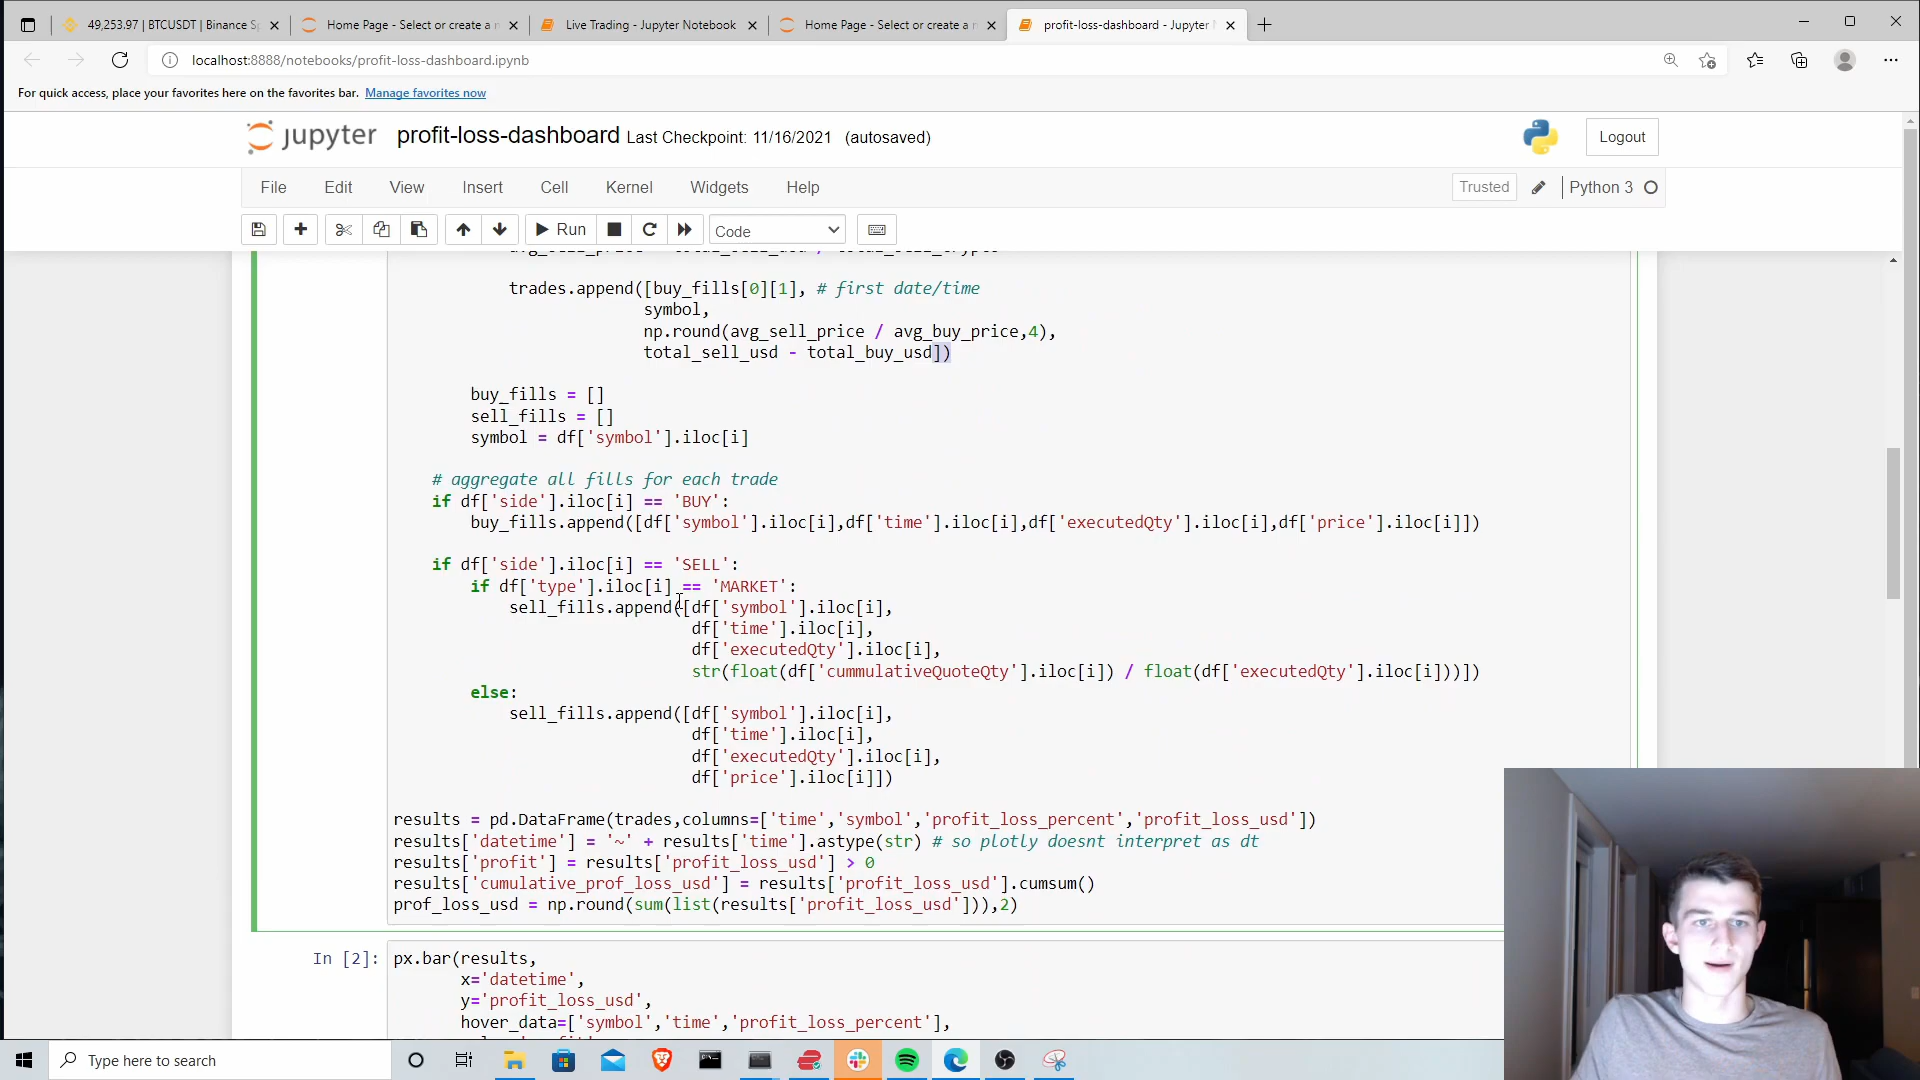 49,253.97 | BTCUSDT | Binance Sp
Home Page - Select or create a n
Live Trading - Jupyter Notebook
Home Page - Select or create a n
profit-loss-dashboard - Jupyter N
localhost:8888/notebooks/profit-loss-dashboard.ipynb
For quick access, place your favorites here on the favorites bar. Manage favorites now
jupyter profit-loss-dashboard Last Checkpoint: 11/16/2021 (autosaved)
Logout
File Edit View Insert Cell Kernel Widgets Help
Trusted Python 3
Run
Code
trades.append([buy_fills[0][1], # first date/time
symbol,
np.round(avg_sell_price / avg_buy_price,4),
total_sell_usd - total_buy_usd])
buy_fills = []
sell_fills = []
symbol = df['symbol'].iloc[i]
# aggregate all fills for each trade
if df['side'].iloc[i] == 'BUY':
buy_fills.append([df['symbol'].iloc[i],df['time'].iloc[i],df['executedQty'].iloc[i],df['price'].iloc[i]])
if df['side'].iloc[i] == 'SELL':
if df['type'].iloc[i] == 'MARKET':
sell_fills.append([df['symbol'].iloc[i],
df['time'].iloc[i],
df['executedQty'].iloc[i],
str(float(df['cummulativeQuoteQty'].iloc[i]) / float(df['executedQty'].iloc[i]))])
else:
sell_fills.append([df['symbol'].iloc[i],
df['time'].iloc[i],
df['executedQty'].iloc[i],
df['price'].iloc[i]])
results = pd.DataFrame(trades,columns=['time','symbol','profit_loss_percent','profit_loss_usd'])
results['datetime'] = '~' + results['time'].astype(str) # so plotly doesnt interpret as dt
results['profit'] = results['profit_loss_usd'] > 0
results['cumulative_prof_loss_usd'] = results['profit_loss_usd'].cumsum()
prof_loss_usd = np.round(sum(list(results['profit_loss_usd'])),2)
In [2]: px.bar(results,
x='datetime',
y='profit_loss_usd',
hover_data=['symbol','time','profit_loss_percent'],
Type here to search